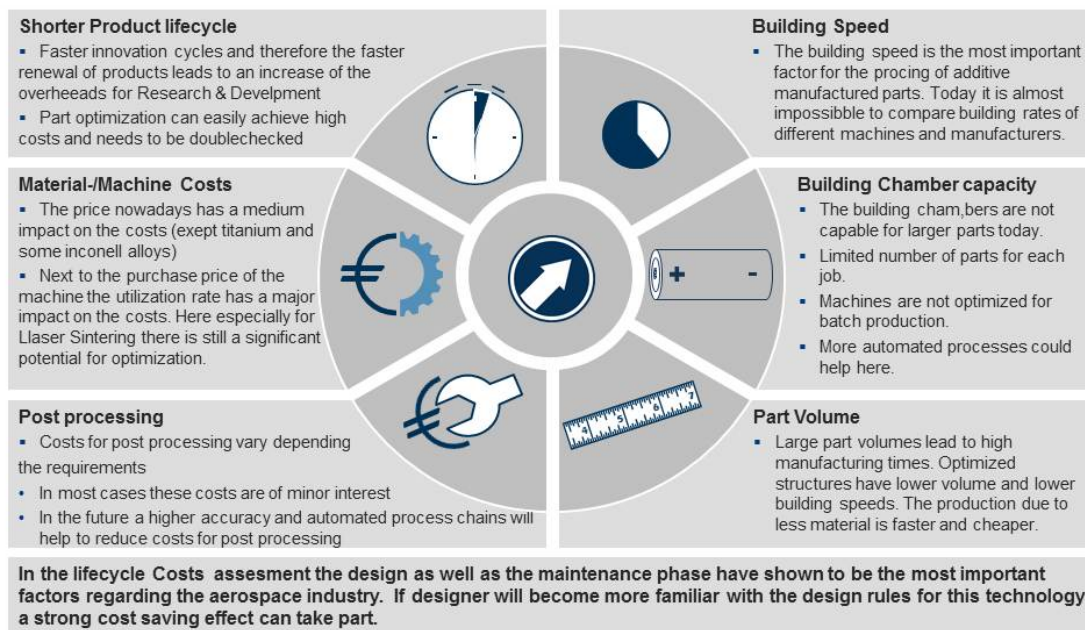 Shorter Product lifecycle
▪ Faster innovation cycles and therefore the faster
renewal of products leads to an increase of the
overheeads for Research & Develpment
▪ Part optimization can easily achieve high
costs and needs to be doublechecked
Building Speed
▪ The building speed is the most important
factor for the procing of additive
manufactured parts. Today it is almost
impossibble to compare building rates of
different machines and manufacturers.
Material-/Machine Costs
▪ The price nowadays has a medium
impact on the costs (exept titanium and
some inconell alloys)
▪ Next to the purchase price of the
machine the utilization rate has a major
impact on the costs. Here especially for
Llaser Sintering there is still a significant
potential for optimization.
Building Chamber capacity
▪ The building cham,bers are not
capable for larger parts today.
▪ Limited number of parts for each
job.
▪ Machines are not optimized for
batch production.
▪ More automated processes could
help here.
+ -
Post processing
▪ Costs for post processing vary depending
the requirements
• In most cases these costs are of minor interest
• In the future a higher accuracy and automated process chains will
help to reduce costs for post processing
4 5 6 7
Part Volume
▪ Large part volumes lead to high
manufacturing times. Optimized
structures have lower volume and lower
building speeds. The production due to
less material is faster and cheaper.
In the lifecycle Costs assesment the design as well as the maintenance phase have shown to be the most important
factors regarding the aerospace industry. If designer will become more familiar with the design rules for this technology
a strong cost saving effect can take part.